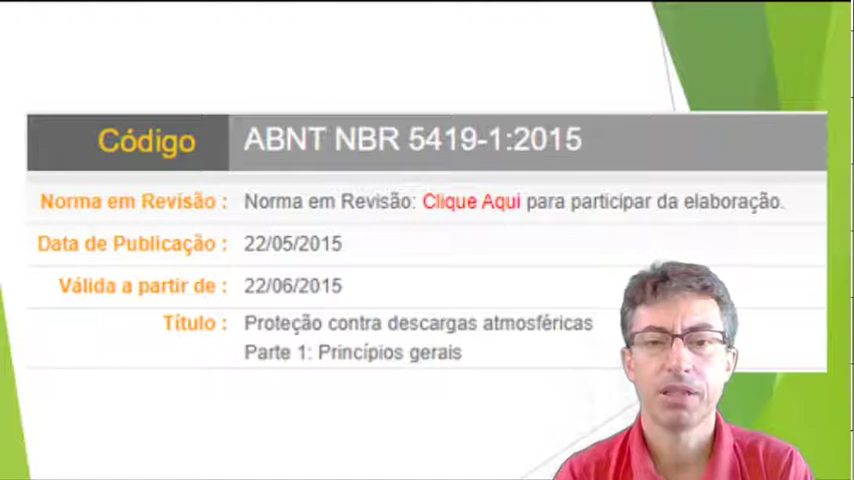 Código ABNT NBR 5419-1:2015
Norma em Revisão : Norma em Revisão: Clique Aqui para participar da elaboração.
Data de Publicação : 22/05/2015
Válida a partir de : 22/06/2015
Título : Proteção contra descargas atmosféricas
Parte 1: Princípios gerais